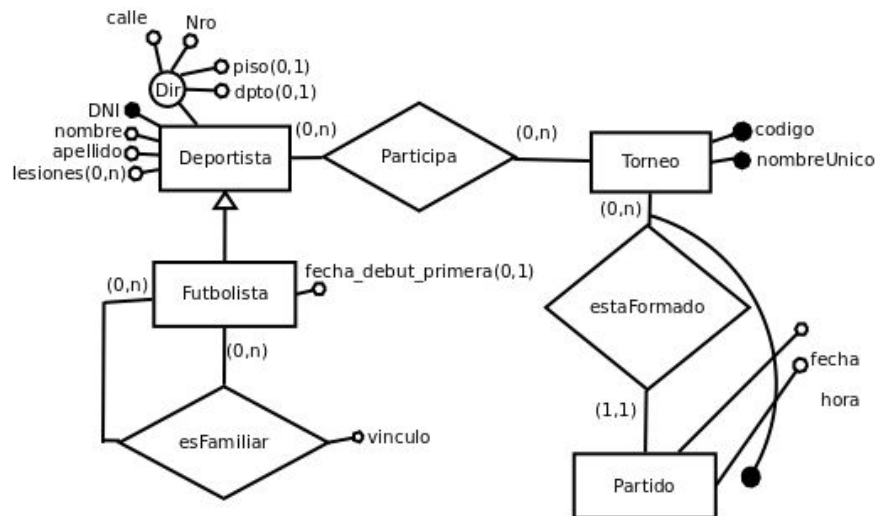 calle
Nro
piso(0,1)
Dir
dpto(0,1)
DNI
nombre
apellido
lesiones(0,n)
Deportista
(0,n)
Participa
(0,n)
Torneo
codigo
nombreUnico
(0,n)
(0,n)
Futbolista
fecha_debut_primera(0,1)
estaFormado
(0,n)
fecha
hora
(1,1)
esFamiliar
vinculo
Partido